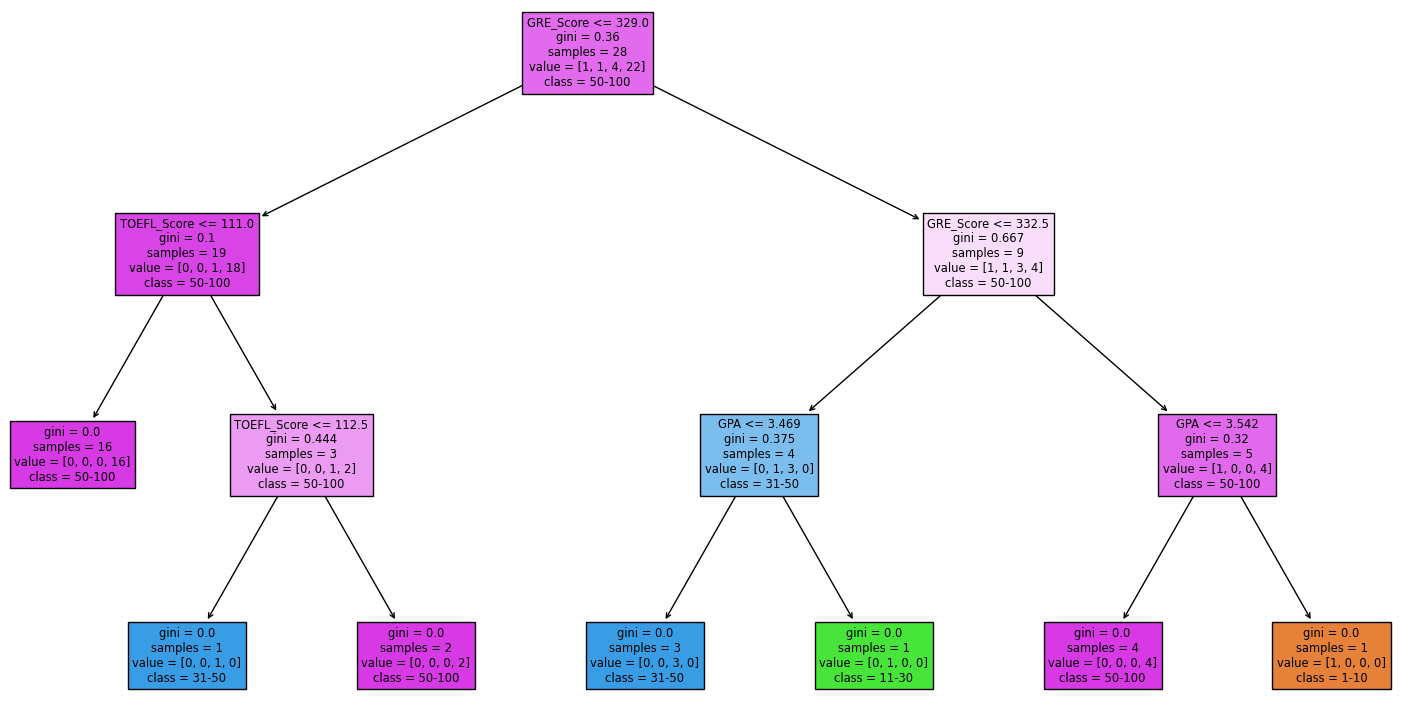 GRE_Score <= 329.0
gini = 0.36
samples = 28
value = [1, 1, 4, 22]
class = 50-100
TOEFL_Score <= 111.0
gini = 0.1
samples = 19
value = [0, 0, 1, 18]
class = 50-100
GRE_Score <= 332.5
gini = 0.667
samples = 9
value = [1, 1, 3, 4]
class = 50-100
gini = 0.0
samples = 16
value = [0, 0, 0, 16]
class = 50-100
TOEFL_Score <= 112.5
gini = 0.444
samples = 3
value = [0, 0, 1, 2]
class = 50-100
GPA <= 3.469
gini = 0.375
samples = 4
value = [0, 1, 3, 0]
class = 31-50
GPA <= 3.542
gini = 0.32
samples = 5
value = [1, 0, 0, 4]
class = 50-100
gini = 0.0
samples = 1
value = [0, 0, 1, 0]
class = 31-50
gini = 0.0
samples = 2
value = [0, 0, 0, 2]
class = 50-100
gini = 0.0
samples = 3
value = [0, 0, 3, 0]
class = 31-50
gini = 0.0
samples = 1
value = [0, 1, 0, 0]
class = 11-30
gini = 0.0
samples = 4
value = [0, 0, 0, 4]
class = 50-100
gini = 0.0
samples = 1
value = [1, 0, 0, 0]
class = 1-10